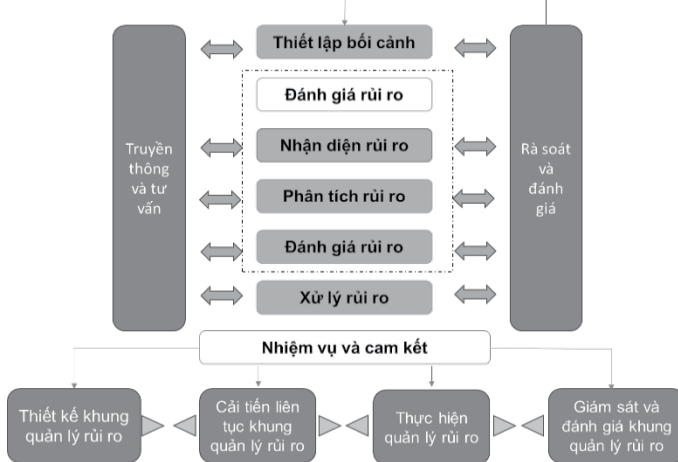 Thiết lập bối cảnh
Đánh giá rủi ro
Truyền
thông
và tư
vấn
Nhận diện rủi ro
Rà soát
và
đánh
giá
Phân tích rủi ro
Đánh giá rủi ro
Xử lý rủi ro
Nhiệm vụ và cam kết
Thiết kế khung
quản lý rủi ro
Cải tiến liên
tục khung
quản lý rủi ro
Thực hiện
quản lý rủi ro
Giám sát và
đánh giá khung
quản lý rủi ro